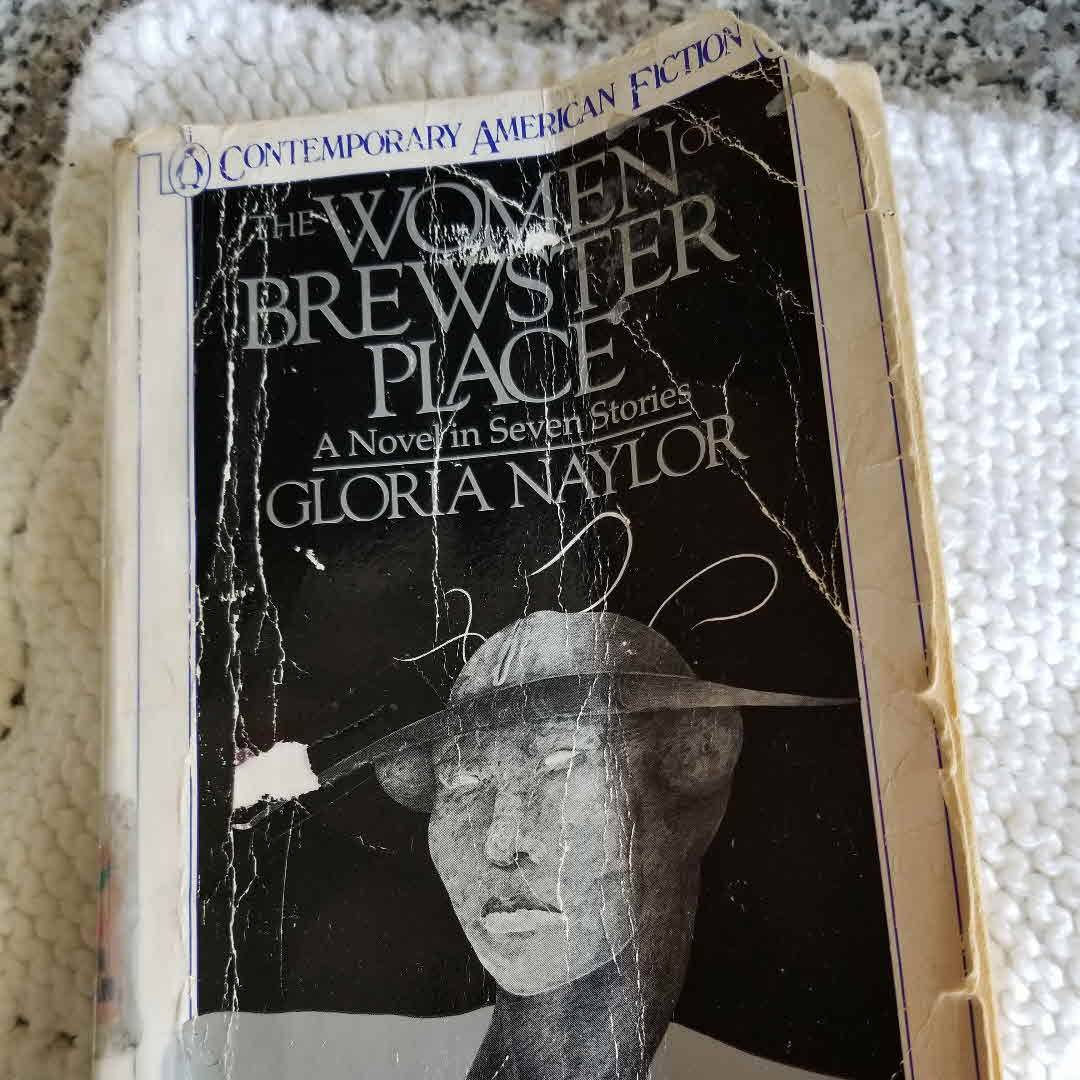 CONTEMPORARY AMERICAN FICTION
THE WOMEN OF
BREWSTER
PLACE
A Novel in Seven Stories
GLORIA NAYLOR